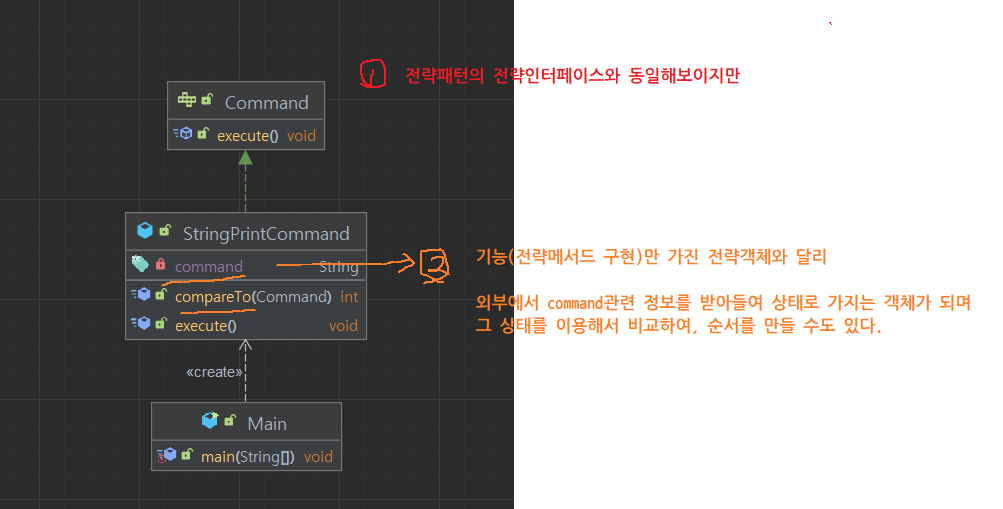 1 전략패턴의 전략인터페이스와 동일해보이지만
Command
execute() void
StringPrintCommand
command String
2 기능(전략메서드 구현)만 가진 전략객체와 달리
compareTo(Command) int
외부에서 command관련 정보를 받아들여 상태로 가지는 객체가 되며
execute() void
그 상태를 이용해서 비교하여, 순서를 만들 수도 있다.
«create»
Main
main(String[]) void